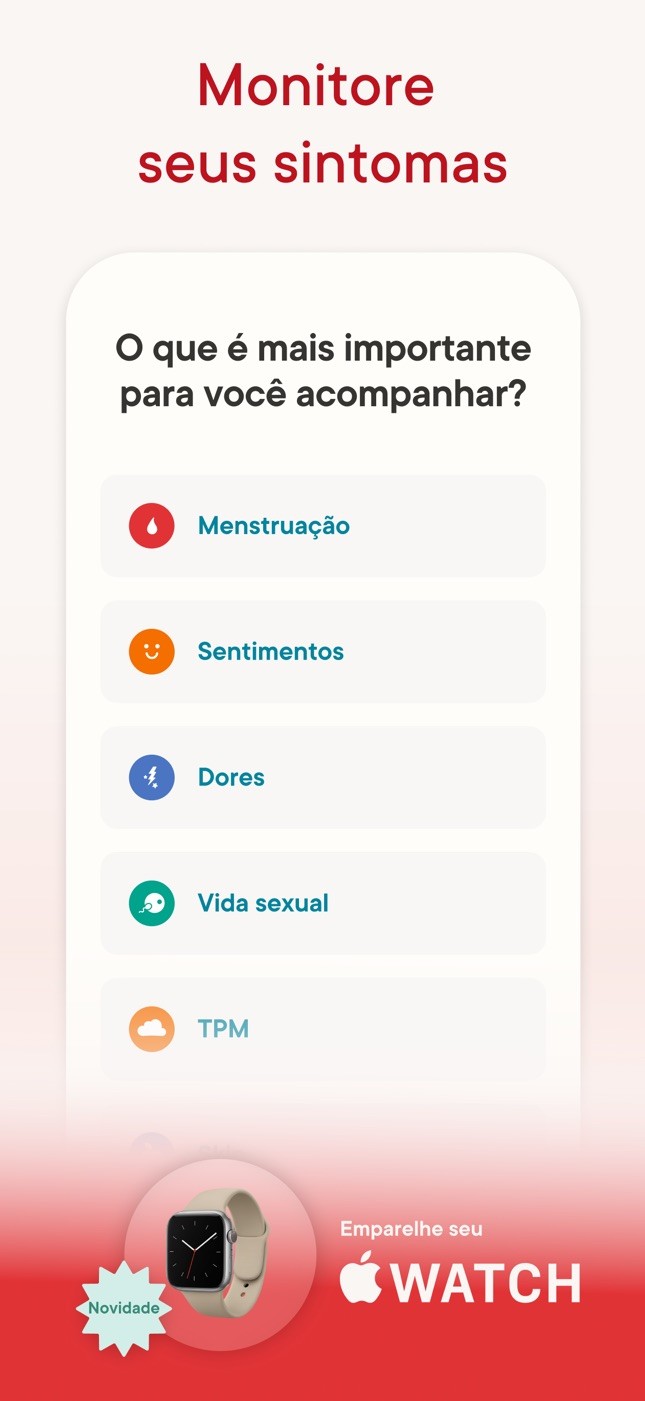 Monitore
seus sintomas
O que é mais importante
para você acompanhar?
Menstruação
Sentimentos
Dores
Vida sexual
TPM
Emparelhe seu
WATCH
Novidade